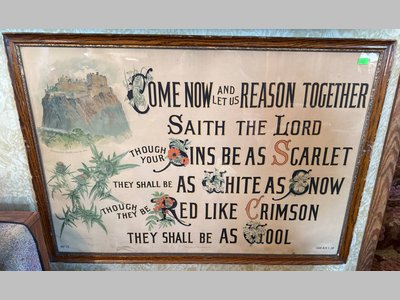 COME NOW AND LET US REASON TOGETHER
SAITH THE LORD
THOUGH YOUR SINS BE AS SCARLET
THEY SHALL BE AS WHITE AS SNOW
THOUGH THEY BE RED LIKE CRIMSON
THEY SHALL BE AS WOOL